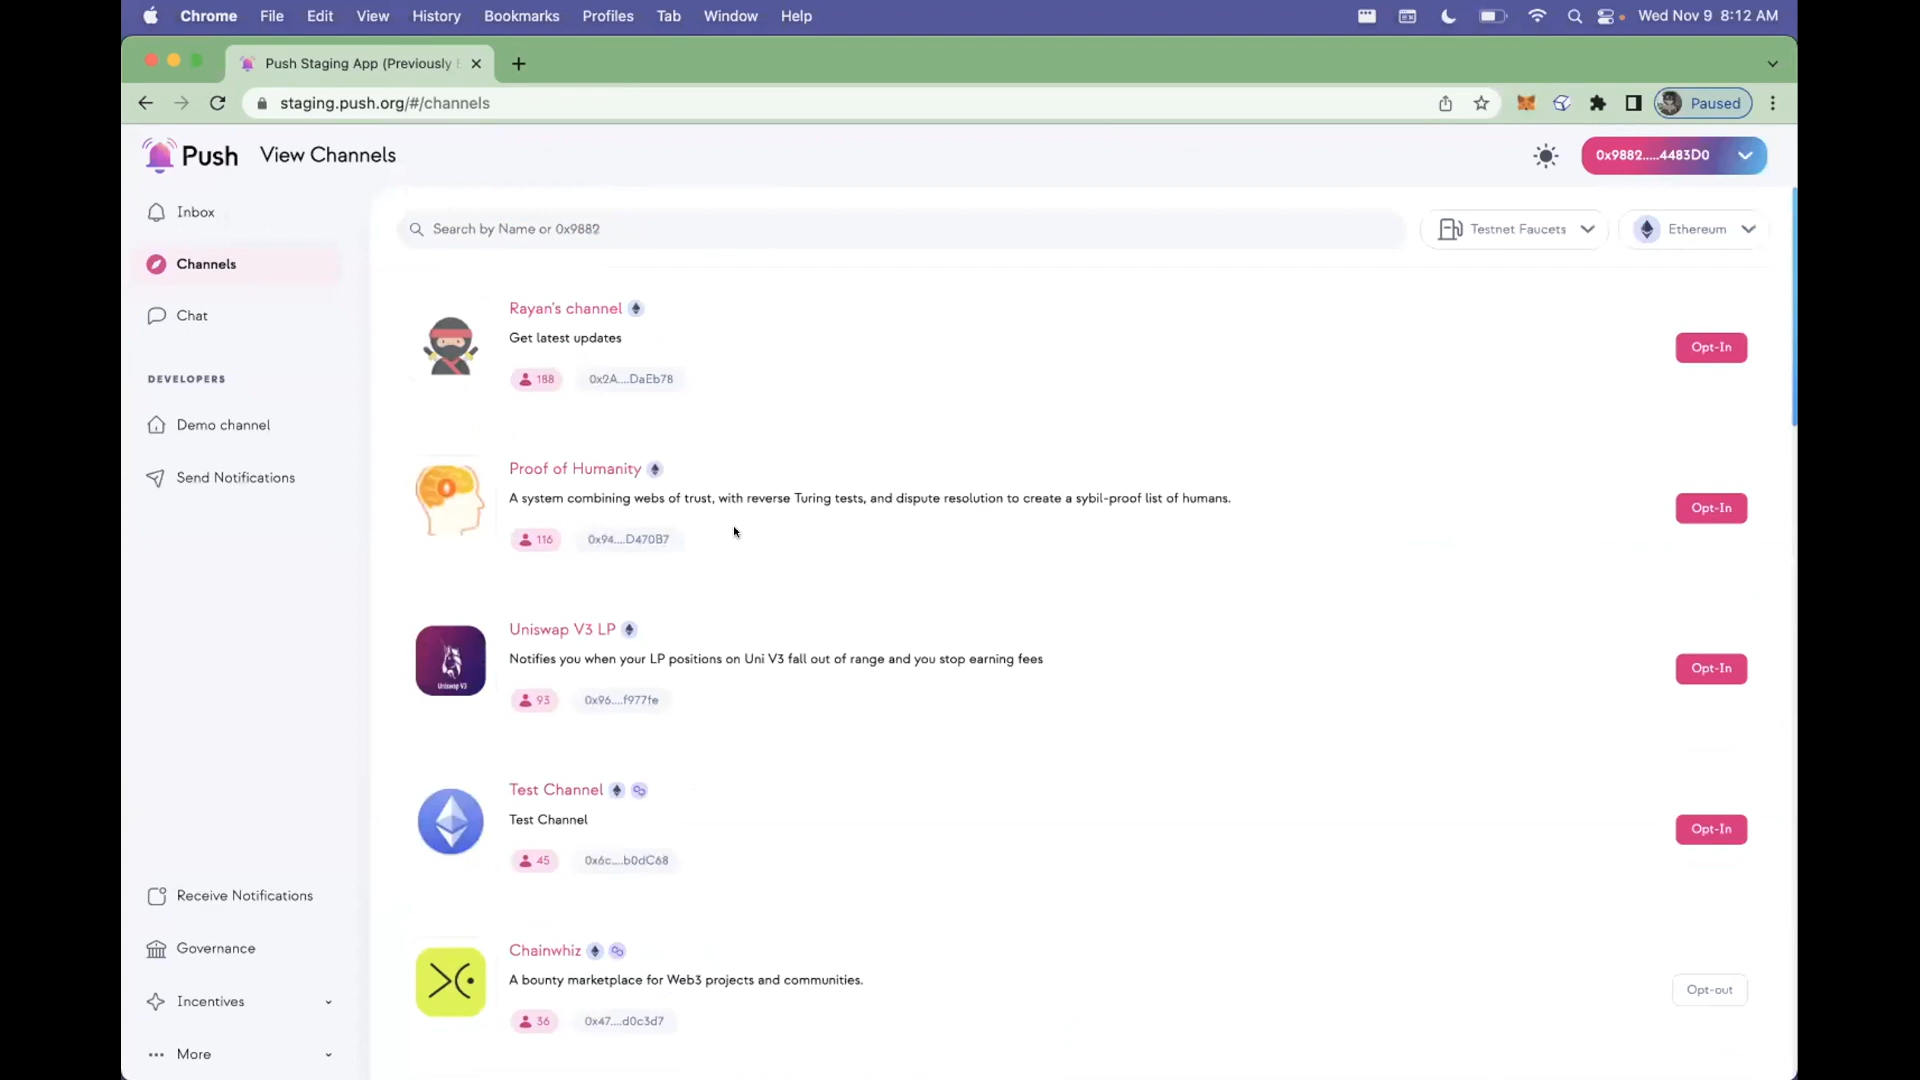 Chrome File Edit View History Bookmarks Profiles Tab Window Help Wed Nov 9 8:12 AM
Push Staging App (Previously
staging.push.org/#/channels Paused
Push View Channels 0x9882.....4483D0
Inbox
Channels
Chat
DEVELOPERS
Demo channel
Send Notifications
Receive Notifications
Governance
Incentives
More
Search by Name or 0x9882 Testnet Faucets Ethereum
Rayan's channel
Get latest updates
188 0x2A....DaEb78
Opt-In
Proof of Humanity
A system combining webs of trust, with reverse Turing tests, and dispute resolution to create a sybil-proof list of humans.
116 0x94....D470B7
Opt-In
Uniswap V3
Uniswap V3 LP
Notifies you when your LP positions on Uni V3 fall out of range and you stop earning fees
93 0x96....f977fe
Opt-In
Test Channel
Test Channel
45 0x6c....b0dC68
Opt-In
Chainwhiz
A bounty marketplace for Web3 projects and communities.
36 0x47....d0c3d7
Opt-out